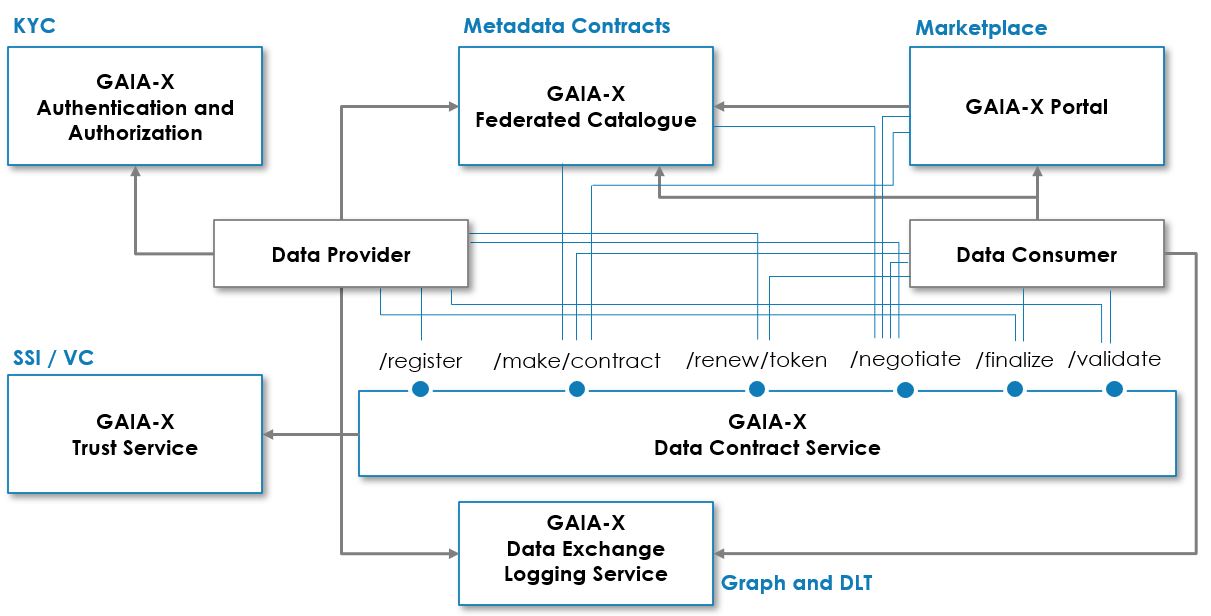 KYC
Metadata Contracts
Marketplace
GAIA-X
Authentication and
Authorization
GAIA-X
Federated Catalogue
GAIA-X Portal
Data Provider
Data Consumer
SSI / VC
/register
/make/contract
/renew/token
/negotiate
/finalize
/validate
GAIA-X
Trust Service
GAIA-X
Data Contract Service
GAIA-X
Data Exchange
Logging Service
Graph and DLT